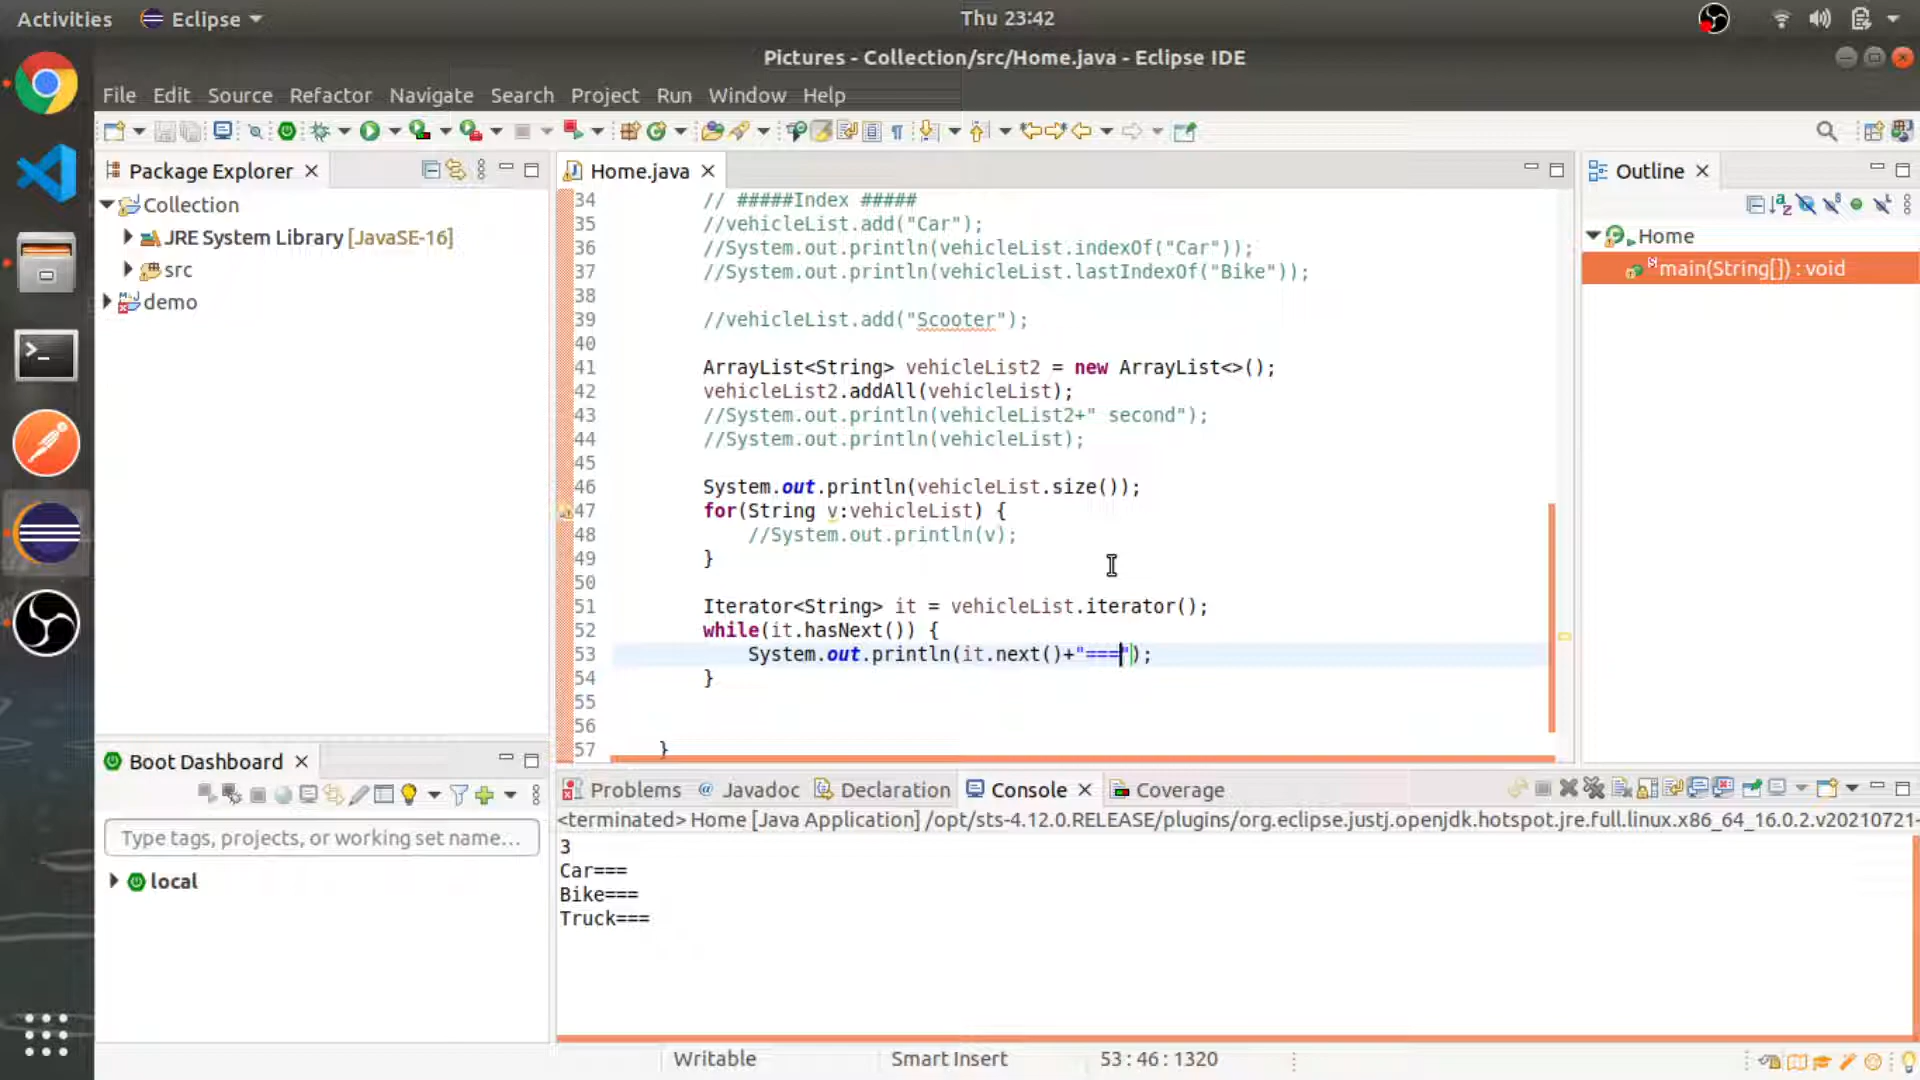 Activities Eclipse Thu 23:42
Pictures - Collection/src/Home.java - Eclipse IDE
File Edit Source Refactor Navigate Search Project Run Window Help
Package Explorer
Collection
JRE System Library [JavaSE-16]
src
demo
Home.java
34 // #####Index #####
35 //vehicleList.add("Car");
36 //System.out.println(vehicleList.indexOf("Car"));
37 //System.out.println(vehicleList.lastIndexOf("Bike"));
38
39 //vehicleList.add("Scooter");
40
41 ArrayList<String> vehicleList2 = new ArrayList<>();
42 vehicleList2.addAll(vehicleList);
43 //System.out.println(vehicleList2+" second");
44 //System.out.println(vehicleList);
45
46 System.out.println(vehicleList.size());
47 for(String v:vehicleList) {
48 //System.out.println(v);
49 }
50
51 Iterator<String> it = vehicleList.iterator();
52 while(it.hasNext()) {
53 System.out.println(it.next()+"===");
54 }
55
56
57 }
Outline
Home
main(String[]) : void
Boot Dashboard
Type tags, projects, or working set name...
local
Problems @ Javadoc Declaration Console Coverage
<terminated> Home [Java Application] /opt/sts-4.12.0.RELEASE/plugins/org.eclipse.justj.openjdk.hotspot.jre.full.linux.x86_64_16.0.2.v20210721-
3
Car===
Bike===
Truck===
Writable Smart Insert 53 : 46 : 1320